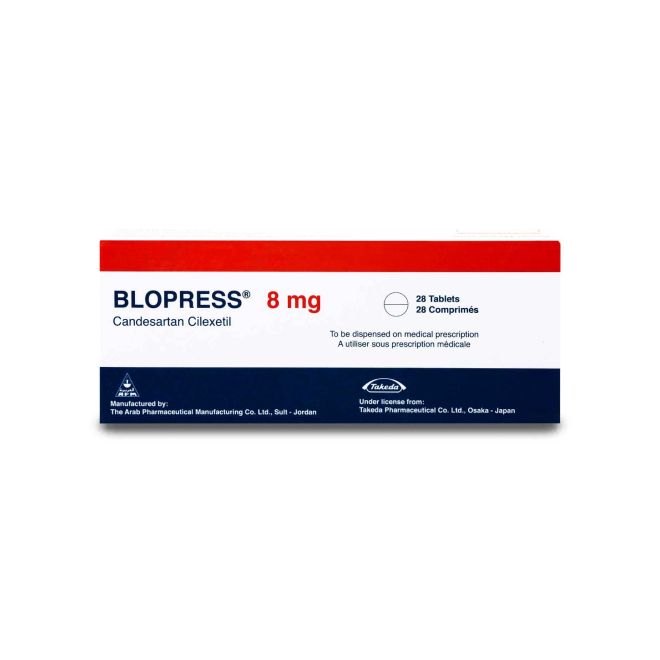 BLOPRESS® 8 mg
Candesartan Cilexetil
28 Tablets
28 Comprimés
To be dispensed on medical prescription
A utiliser sous prescription médicale
APM
Manufactured by:
The Arab Pharmaceutical Manufacturing Co. Ltd., Sult - Jordan
Takeda
Under license from:
Takeda Pharmaceutical Co. Ltd., Osaka - Japan